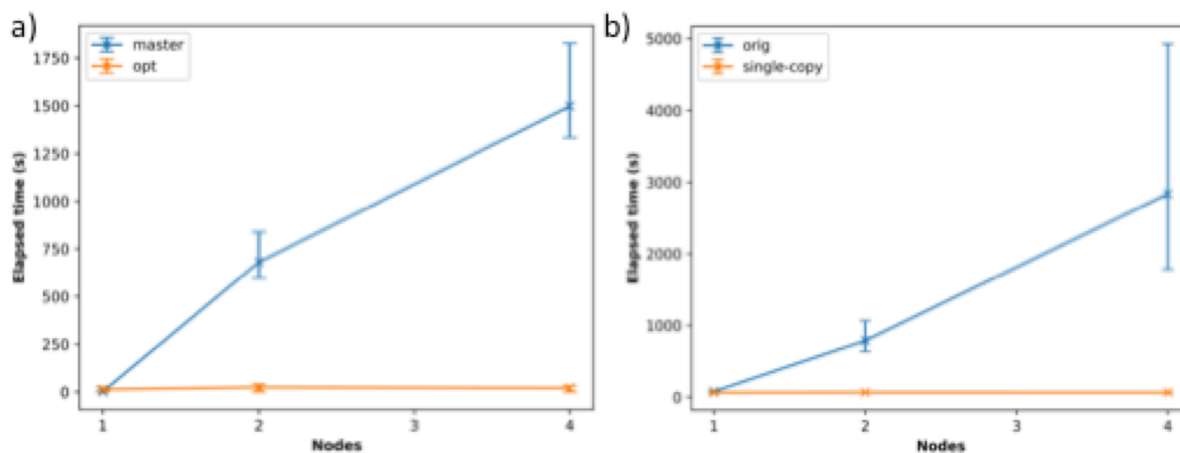 a)
master
opt
1750
1500
1250
1000
750
500
250
0
Elapsed time (s)
1
2
3
4
Nodes
b)
orig
single-copy
5000
4000
3000
2000
1000
0
Elapsed time (s)
1
2
3
4
Nodes